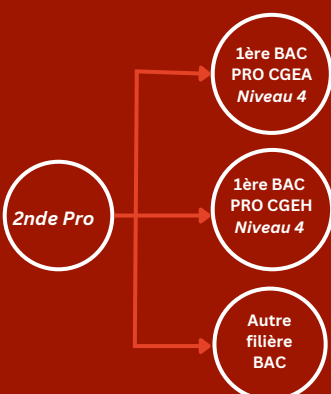 1ère BAC
PRO CGEA
Niveau 4
2nde Pro
1ère BAC
PRO CGEH
Niveau 4
Autre
filière
BAC